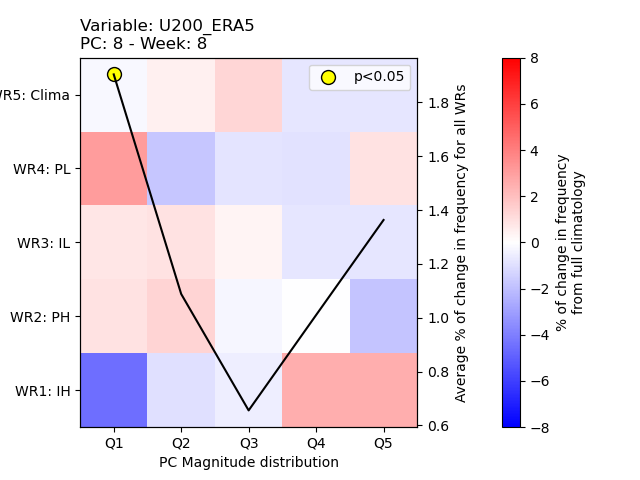 Variable: U200_ERA5
PC: 8 - Week: 8
p<0.05
WR5: Clima
WR4: PL
WR3: IL
WR2: PH
WR1: IH
Q1 Q2 Q3 Q4 Q5
PC Magnitude distribution
1.8
1.6
1.4
1.2
1.0
0.8
0.6
Average % of change in frequency for all WRs
8
6
4
2
0
−2
−4
−6
−8
% of change in frequency
from full climatology